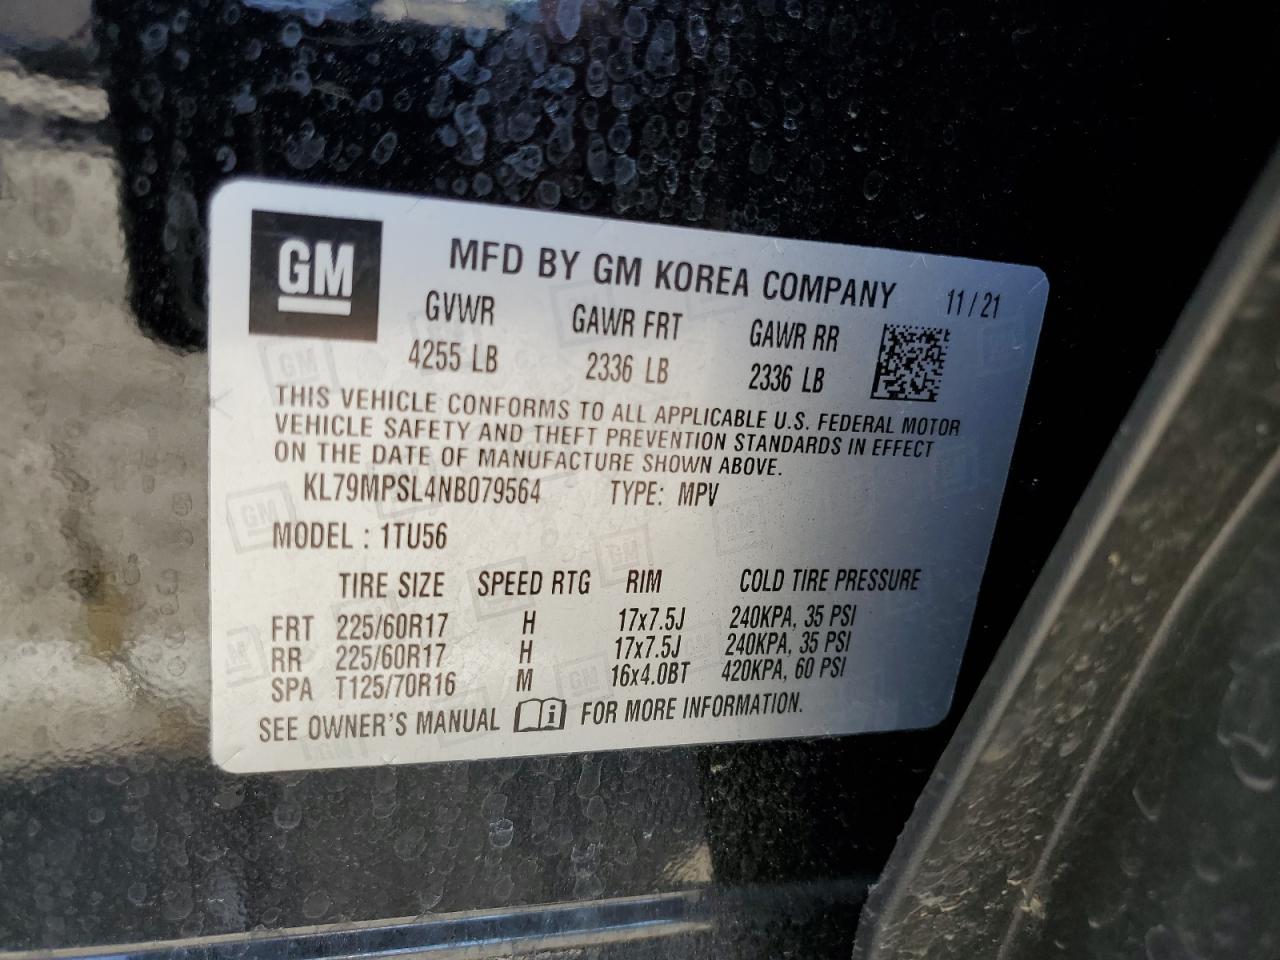 GM MFD BY GM KOREA COMPANY 11/21
GVWR GAWR FRT GAWR RR
4255 LB 2336 LB 2336 LB
THIS VEHICLE CONFORMS TO ALL APPLICABLE U.S. FEDERAL MOTOR
VEHICLE SAFETY AND THEFT PREVENTION STANDARDS IN EFFECT
ON THE DATE OF MANUFACTURE SHOWN ABOVE.
KL79MPSL4NB079564 TYPE: MPV
MODEL : 1TU56
TIRE SIZE SPEED RTG RIM COLD TIRE PRESSURE
FRT 225/60R17 H 17x7.5J 240KPA, 35 PSI
RR 225/60R17 H 17x7.5J 240KPA, 35 PSI
SPA T125/70R16 M 16x4.0BT 420KPA, 60 PSI
SEE OWNER'S MANUAL i FOR MORE INFORMATION.